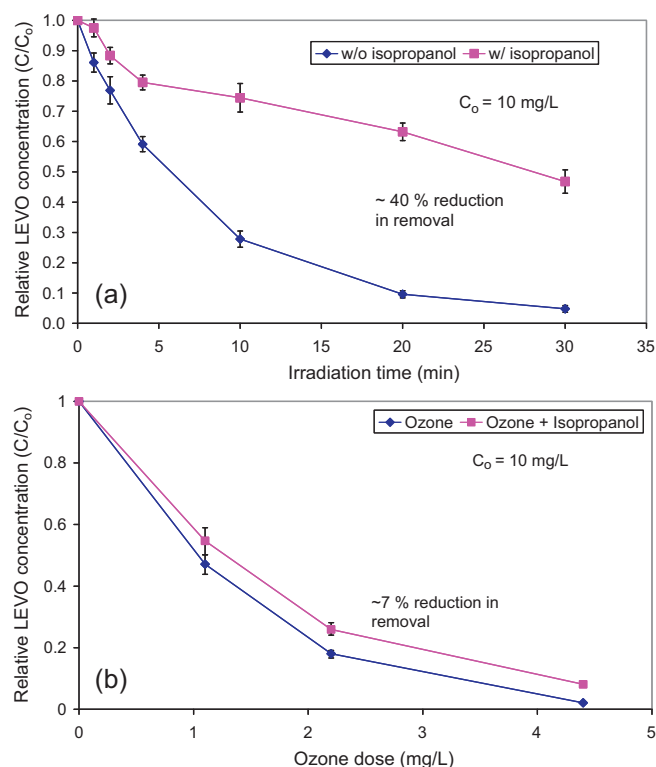 1.0
0.9
0.8
0.7
0.6
0.5
0.4
0.3
0.2
0.1
0.0
Relative LEVO concentration (C/Cₒ)
w/o isopropanol w/ isopropanol
Cₒ = 10 mg/L
~ 40 % reduction
in removal
(a)
0 5 10 15 20 25 30 35
Irradiation time (min)
1
0.8
0.6
0.4
0.2
0
Relative LEVO concentration (C/Cₒ)
Ozone Ozone + Isopropanol
Cₒ = 10 mg/L
~7 % reduction in
removal
(b)
0 1 2 3 4 5
Ozone dose (mg/L)